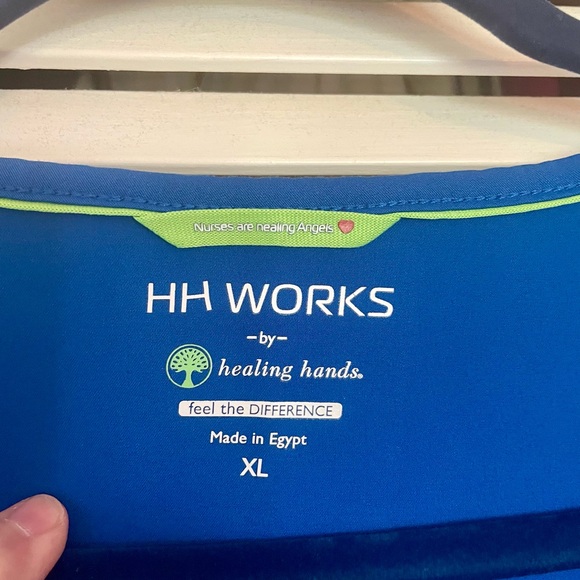 Nurses are healing Angels
HH WORKS
-by-
healing hands.
feel the DIFFERENCE
Made in Egypt
XL